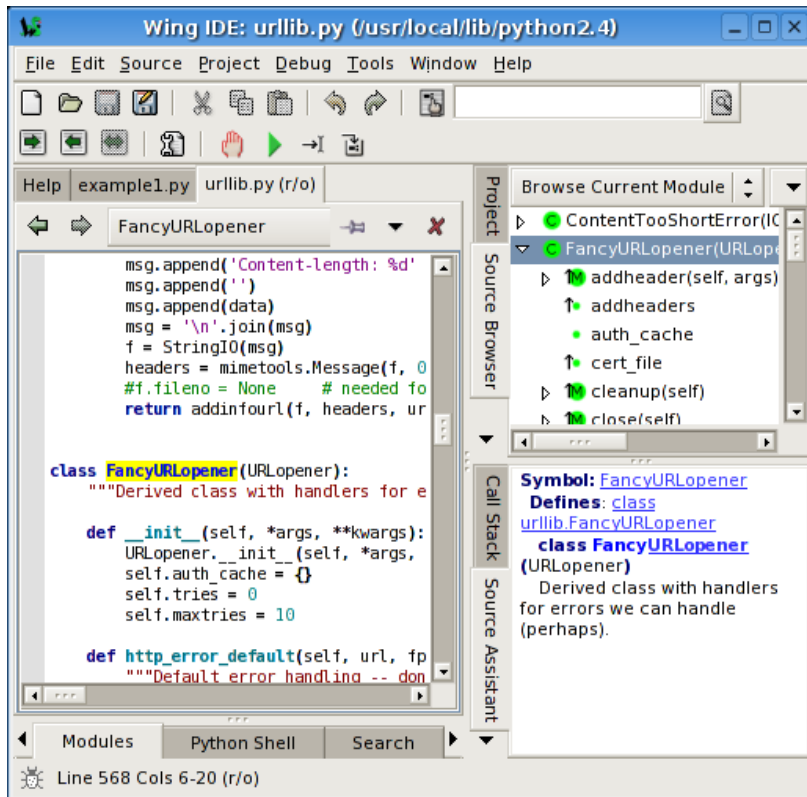 Wing IDE: urllib.py (/usr/local/lib/python2.4)
File Edit Source Project Debug Tools Window Help
Help example1.py urllib.py (r/o)
FancyURLopener
msg.append('Content-length: %d'
msg.append('')
msg.append(data)
msg = '\n'.join(msg)
f = StringIO(msg)
headers = mimetools.Message(f, 0
#f.fileno = None # needed fo
return addinfourl(f, headers, ur
class FancyURLopener(URLopener):
"""Derived class with handlers for e
def __init__(self, *args, **kwargs):
URLopener.__init__(self, *args,
self.auth_cache = {}
self.tries = 0
self.maxtries = 10
def http_error_default(self, url, fp
"""Default error handling -- don
Modules Python Shell Search
Line 568 Cols 6-20 (r/o)
Project
Source Browser
Browse Current Module
ContentTooShortError(IO
FancyURLopener(URLope
addheader(self, args)
addheaders
auth_cache
cert_file
cleanup(self)
close(self)
Call Stack
Source Assistant
Symbol: FancyURLopener
Defines: class
urllib.FancyURLopener
class FancyURLopener
(URLopener)
Derived class with handlers
for errors we can handle
(perhaps).